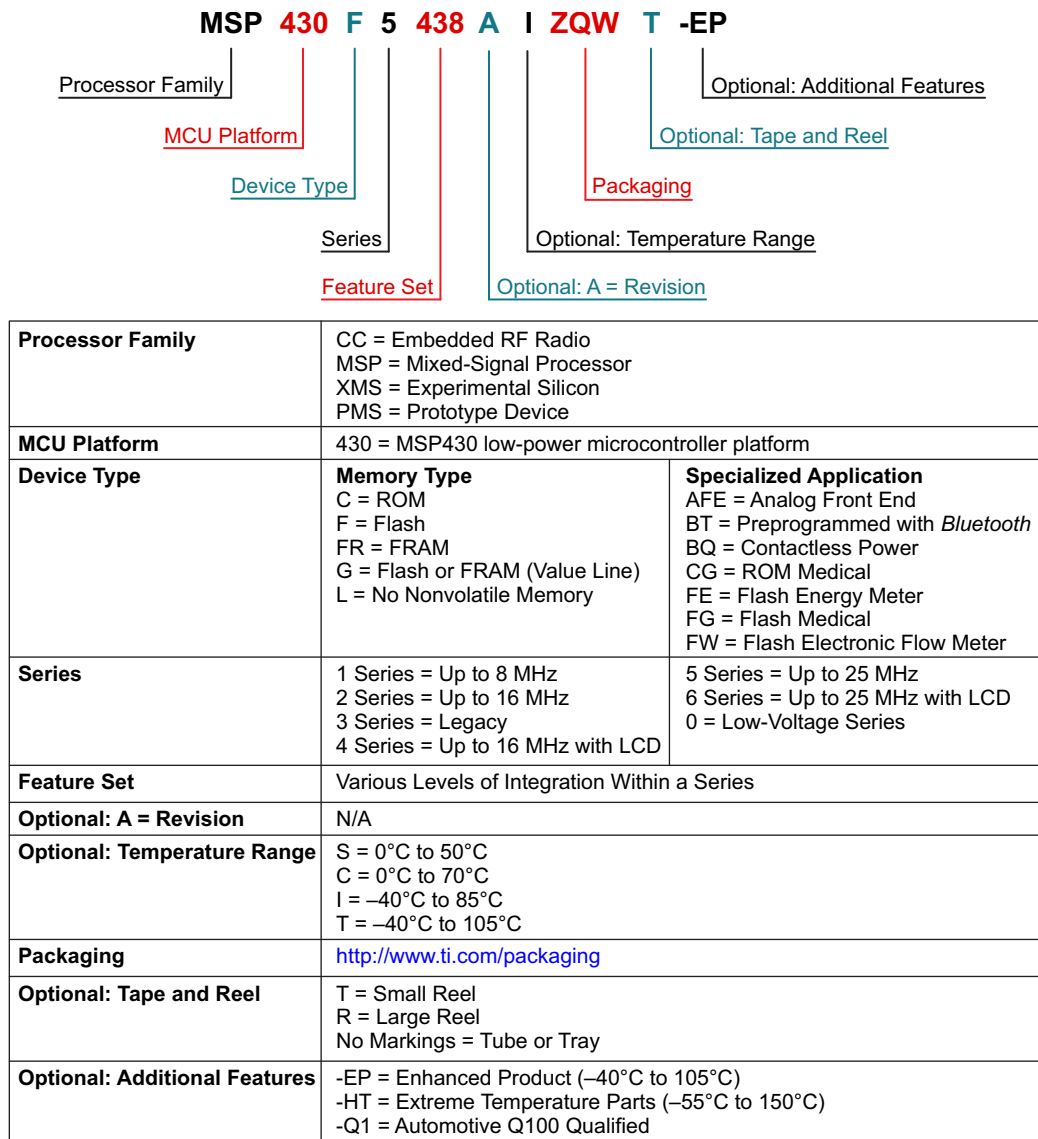 MSP 430 F 5 438 A I ZQW T -EP
Processor Family
Optional: Additional Features
MCU Platform
Optional: Tape and Reel
Device Type
Packaging
Series
Optional: Temperature Range
Feature Set
Optional: A = Revision
Processor Family
CC = Embedded RF Radio
MSP = Mixed-Signal Processor
XMS = Experimental Silicon
PMS = Prototype Device
MCU Platform
430 = MSP430 low-power microcontroller platform
Device Type
Memory Type
C = ROM
F = Flash
FR = FRAM
G = Flash or FRAM (Value Line)
L = No Nonvolatile Memory
Specialized Application
AFE = Analog Front End
BT = Preprogrammed with Bluetooth
BQ = Contactless Power
CG = ROM Medical
FE = Flash Energy Meter
FG = Flash Medical
FW = Flash Electronic Flow Meter
Series
1 Series = Up to 8 MHz
2 Series = Up to 16 MHz
3 Series = Legacy
4 Series = Up to 16 MHz with LCD
5 Series = Up to 25 MHz
6 Series = Up to 25 MHz with LCD
0 = Low-Voltage Series
Feature Set
Various Levels of Integration Within a Series
Optional: A = Revision
N/A
Optional: Temperature Range
S = 0°C to 50°C
C = 0°C to 70°C
I = –40°C to 85°C
T = –40°C to 105°C
Packaging
http://www.ti.com/packaging
Optional: Tape and Reel
T = Small Reel
R = Large Reel
No Markings = Tube or Tray
Optional: Additional Features
-EP = Enhanced Product (–40°C to 105°C)
-HT = Extreme Temperature Parts (–55°C to 150°C)
-Q1 = Automotive Q100 Qualified